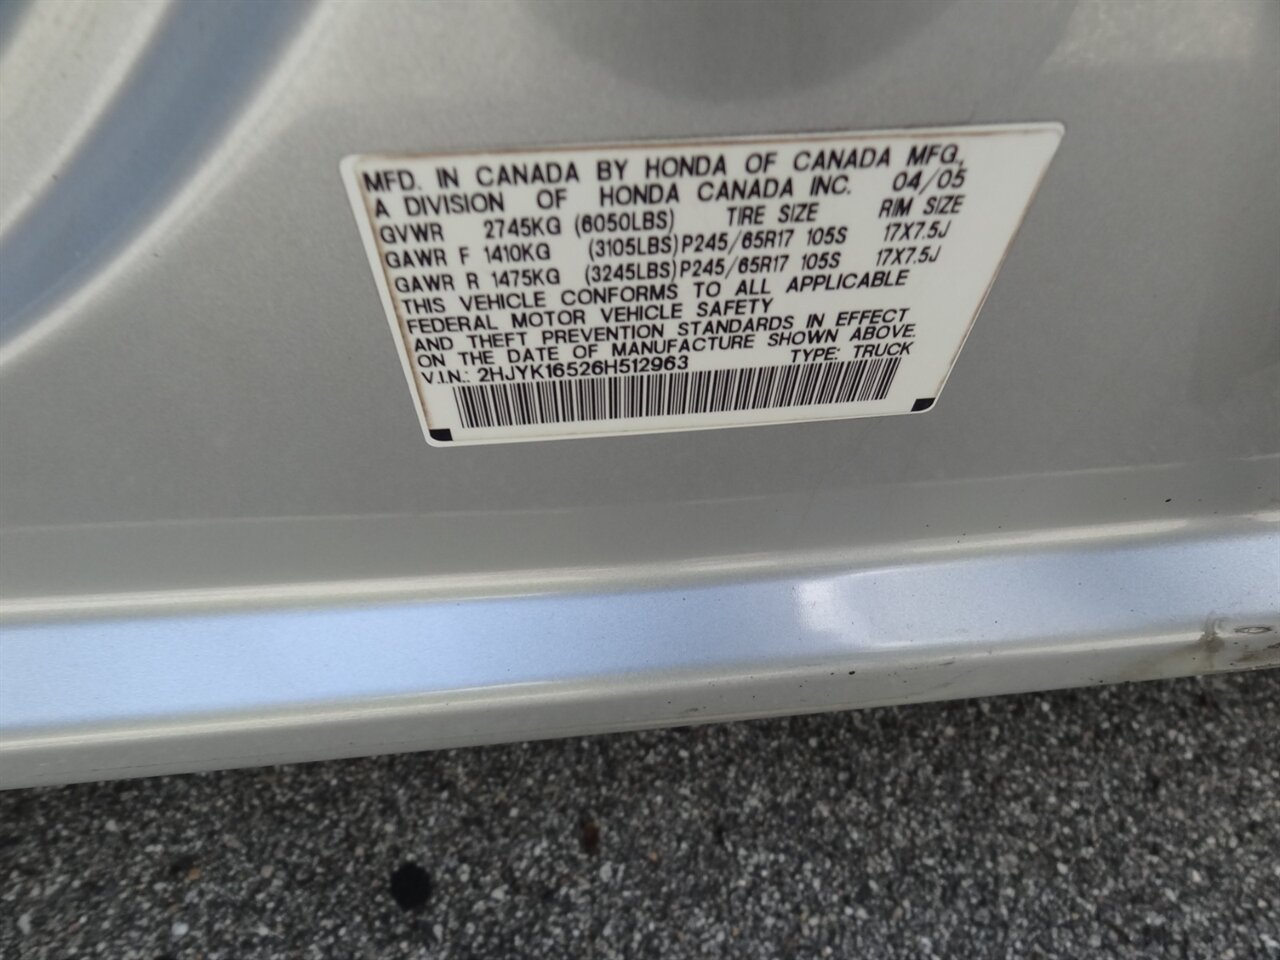 MFD. IN CANADA BY HONDA OF CANADA MFG.,
A DIVISION OF HONDA CANADA INC. 04/05
GVWR 2745KG (6050LBS) TIRE SIZE RIM SIZE
GAWR F 1410KG (3105LBS) P245/65R17 105S 17X7.5J
GAWR R 1475KG (3245LBS) P245/65R17 105S 17X7.5J
THIS VEHICLE CONFORMS TO ALL APPLICABLE
FEDERAL MOTOR VEHICLE SAFETY
AND THEFT PREVENTION STANDARDS IN EFFECT
ON THE DATE OF MANUFACTURE SHOWN ABOVE.
V.I.N.: 2HJYK16526H512963 TYPE: TRUCK